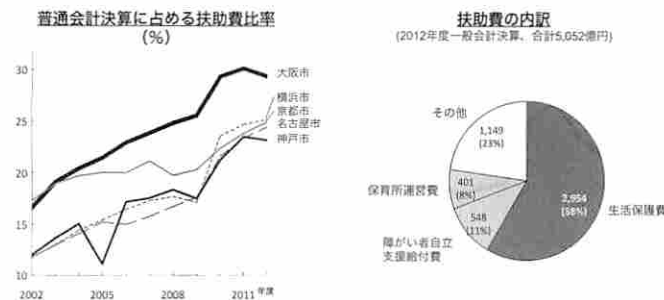 普通会計決算に占める扶助費比率
(%)
30
25
20
15
10
2002
2005
2008
2011 年度
大阪市
横浜市
京都市
名古屋市
神戸市
扶助費の内訳
(2012年度一般会計決算、合計5,052億円)
その他
1,149
(23%)
保育所運営費
401
(8%)
障がい者自立
支援給付費
548
(11%)
2,954
(58%)
生活保護費